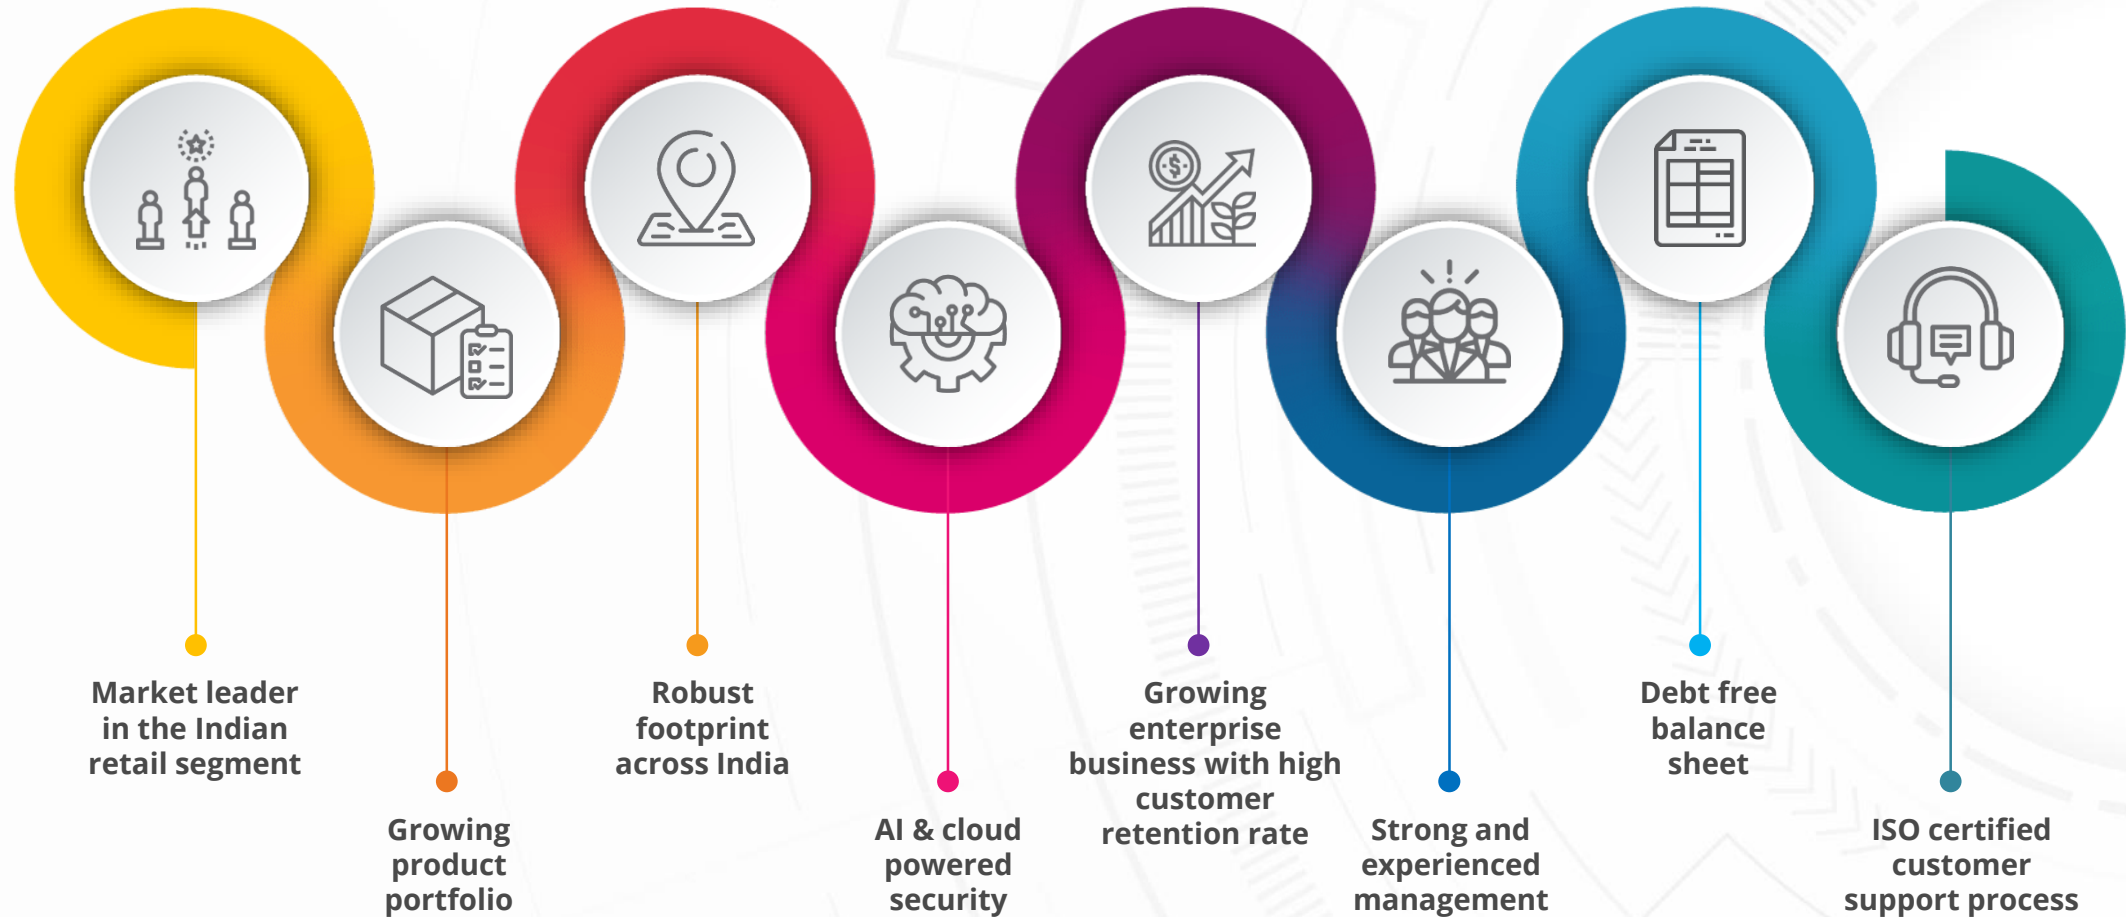 Market leader
in the Indian
retail segment
Growing
product
portfolio
Robust
footprint
across India
AI & cloud
powered
security
Growing
enterprise
business with high
customer
retention rate
Strong and
experienced
management
Debt free
balance
sheet
ISO certified
customer
support process